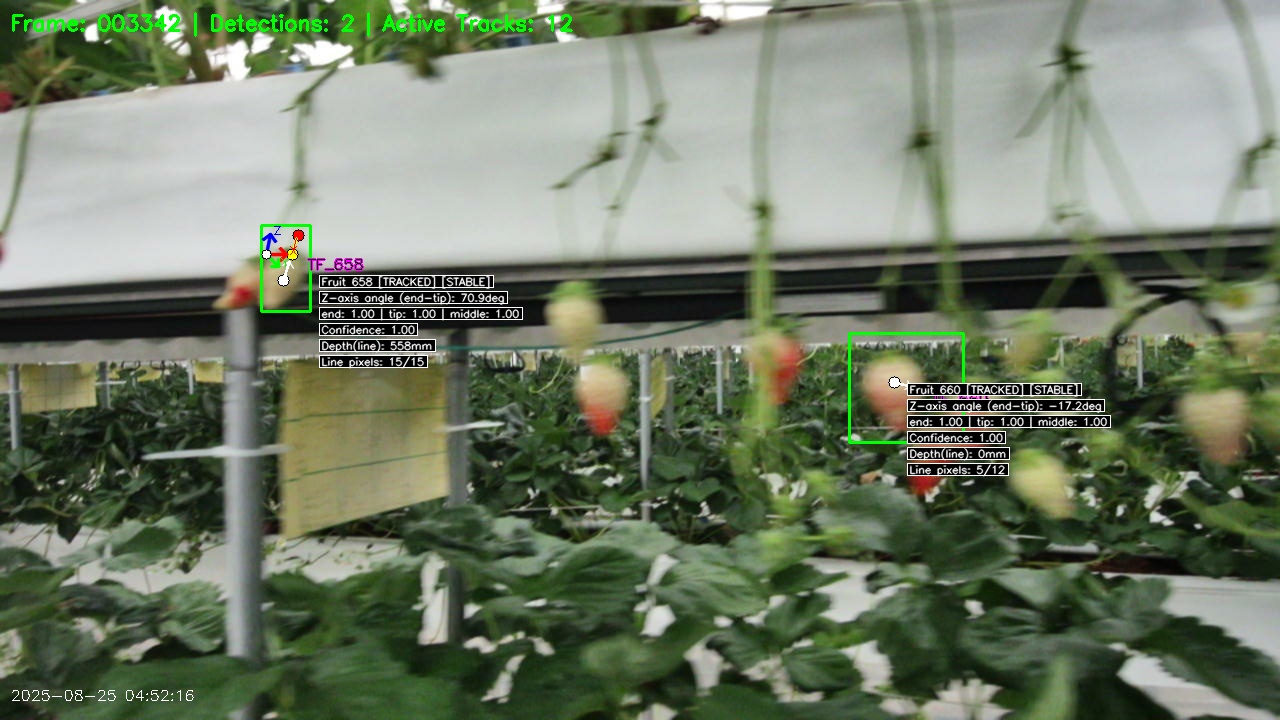 Frame: 003342 | Detections: 2 | Active Tracks: 12
Z
TF_658
Fruit 658 [TRACKED] [STABLE]
Z-axis angle (end-tip): 70.9deg
end: 1.00 | tip: 1.00 | middle: 1.00
Confidence: 1.00
Depth(line): 558mm
Line pixels: 15/15
Fruit 660 [TRACKED] [STABLE]
Z-axis angle (end-tip): -17.2deg
end: 1.00 | tip: 1.00 | middle: 1.00
Confidence: 1.00
Depth(line): 0mm
Line pixels: 5/12
2025-08-25 04:52:16